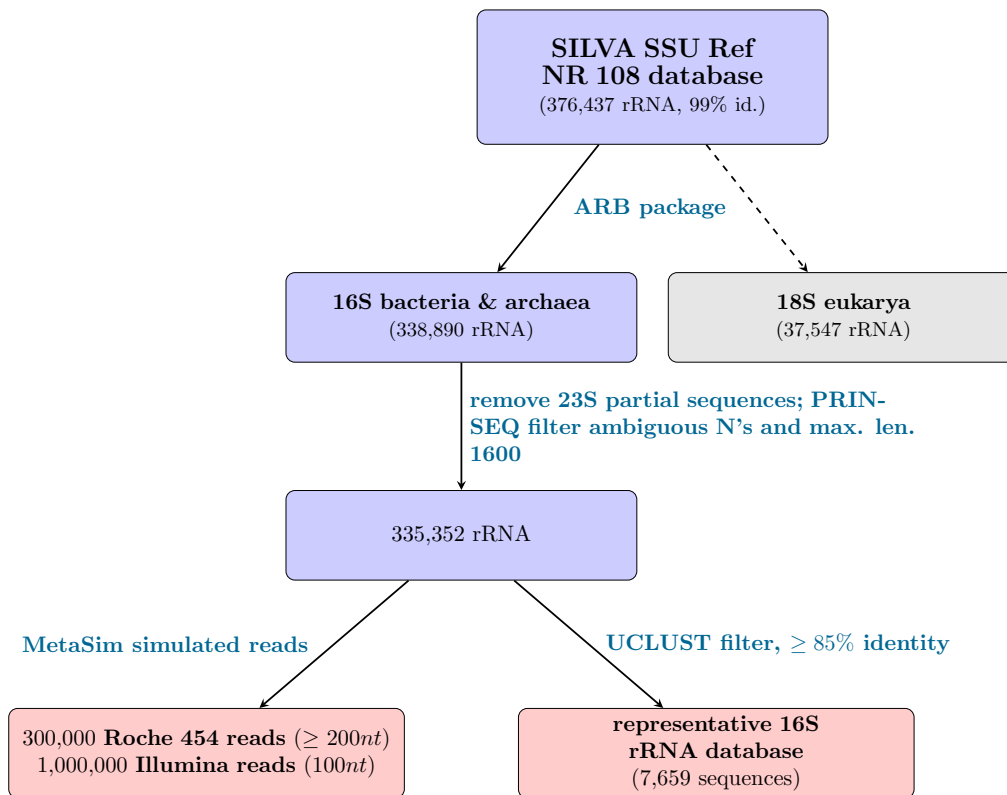 SILVA SSU Ref
NR 108 database
(376,437 rRNA, 99% id.)
ARB package
16S bacteria & archaea
(338,890 rRNA)
18S eukarya
(37,547 rRNA)
remove 23S partial sequences; PRIN-
SEQ filter ambiguous N's and max. len.
1600
335,352 rRNA
MetaSim simulated reads
UCLUST filter, ≥ 85% identity
300,000 Roche 454 reads (≥ 200nt)
1,000,000 Illumina reads (100nt)
representative 16S
rRNA database
(7,659 sequences)